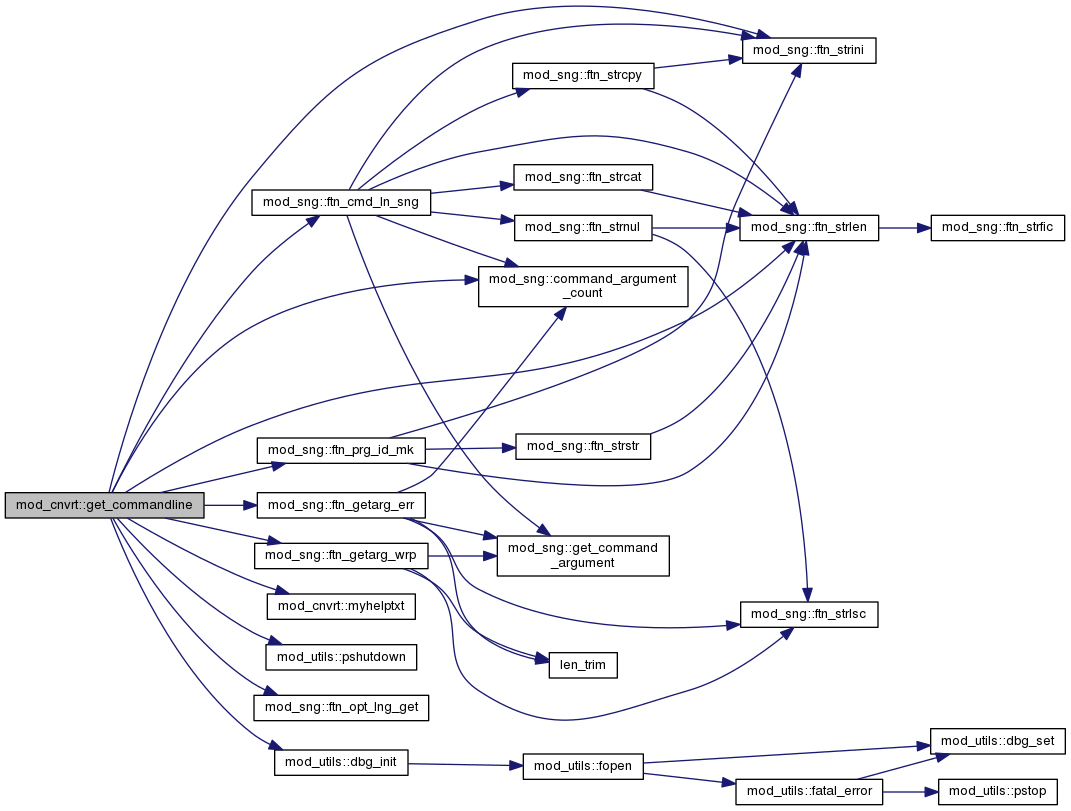 mod_sng::ftn_strini
mod_sng::ftn_strcpy
mod_sng::ftn_strcat
mod_sng::ftn_cmd_ln_sng
mod_sng::ftn_strnul
mod_sng::ftn_strlen
mod_sng::ftn_strfic
mod_sng::command_argument
_count
mod_sng::ftn_prg_id_mk
mod_sng::ftn_strstr
mod_cnvrt::get_commandline
mod_sng::ftn_getarg_err
mod_sng::ftn_getarg_wrp
mod_sng::get_command
_argument
mod_cnvrt::myhelptxt
mod_sng::ftn_strlsc
mod_utils::pshutdown
len_trim
mod_sng::ftn_opt_lng_get
mod_utils::dbg_init
mod_utils::fopen
mod_utils::dbg_set
mod_utils::fatal_error
mod_utils::pstop